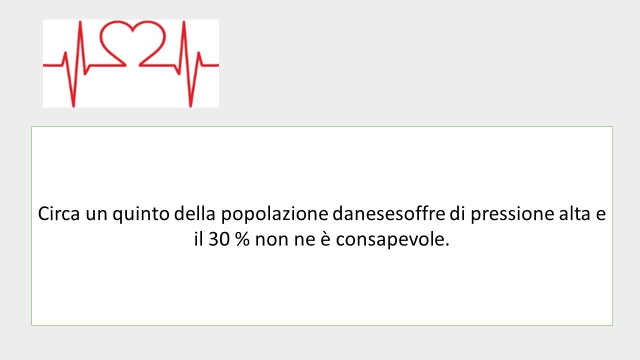 Circa un quinto della popolazione danesesoffre di pressione alta e
il 30 % non ne è consapevole.